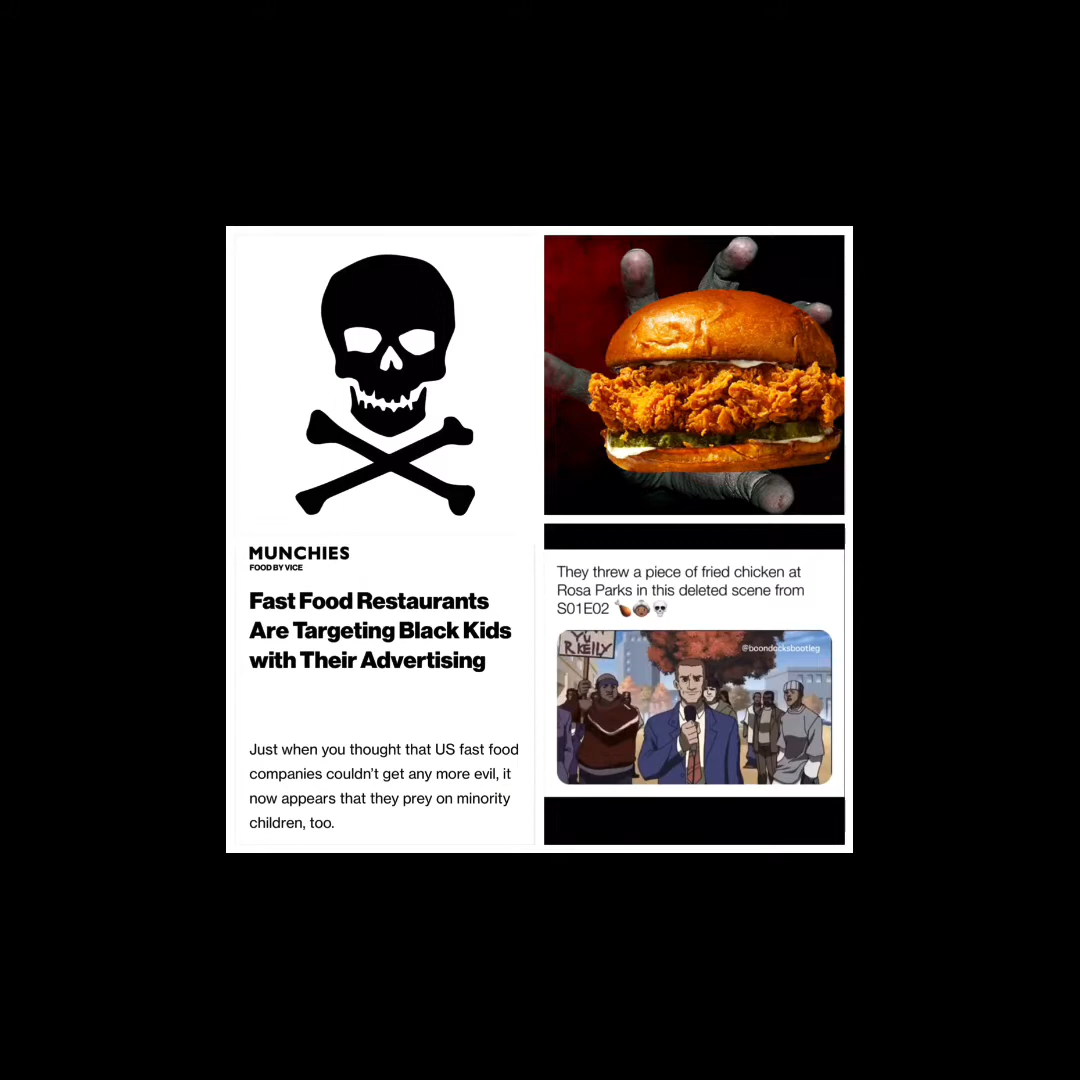 MUNCHIES
FOOD BY VICE
Fast Food Restaurants
Are Targeting Black Kids
with Their Advertising
Just when you thought that US fast food
companies couldn’t get any more evil, it
now appears that they prey on minority
children, too.
They threw a piece of fried chicken at
Rosa Parks in this deleted scene from
S01E02 🍗👵🏽💀
@boondocksbootleg
R.KELLY